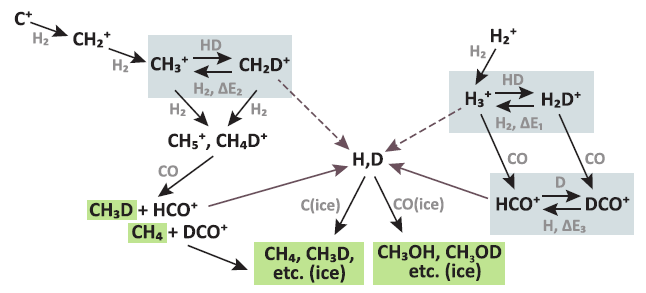 C⁺
H₂
CH₂⁺
H₂
CH₃⁺
HD
H₂, ΔE₂
CH₂D⁺
H₂
H₂
CH₅⁺, CH₄D⁺
CO
CH₃D + HCO⁺
CH₄ + DCO⁺
H₂⁺
H₂
H₃⁺
HD
H₂, ΔE₁
H₂D⁺
CO
CO
HCO⁺
D
H, ΔE₃
DCO⁺
H,D
C(ice)
CO(ice)
CH₄, CH₃D,
etc. (ice)
CH₃OH, CH₃OD
etc. (ice)